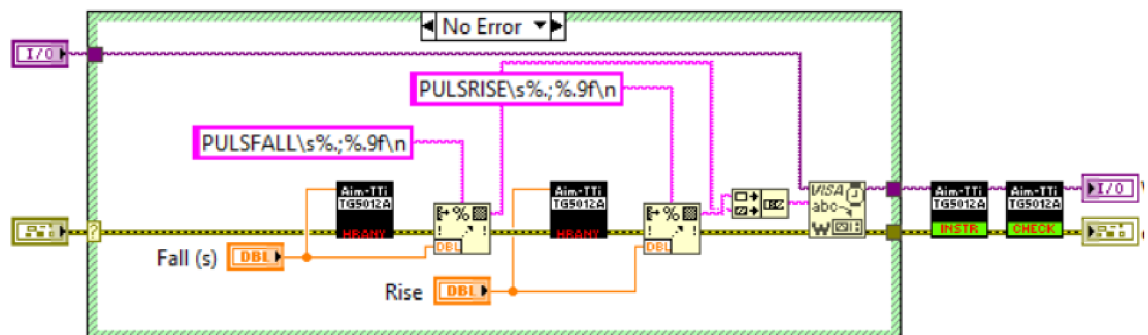 No Error
I/O
PULSRISE\s%.;%.9f\n
PULSFALL\s%.;%.9f\n
Aim-TTi
TG5012A
HRANY
Aim-TTi
TG5012A
HRANY
VISA
abc
W
Aim-TTi
TG5012A
INSTR
Aim-TTi
TG5012A
CHECK
I/O
%
DBL
%
DBL
?
Fall (s)
DBL
Rise
DBL